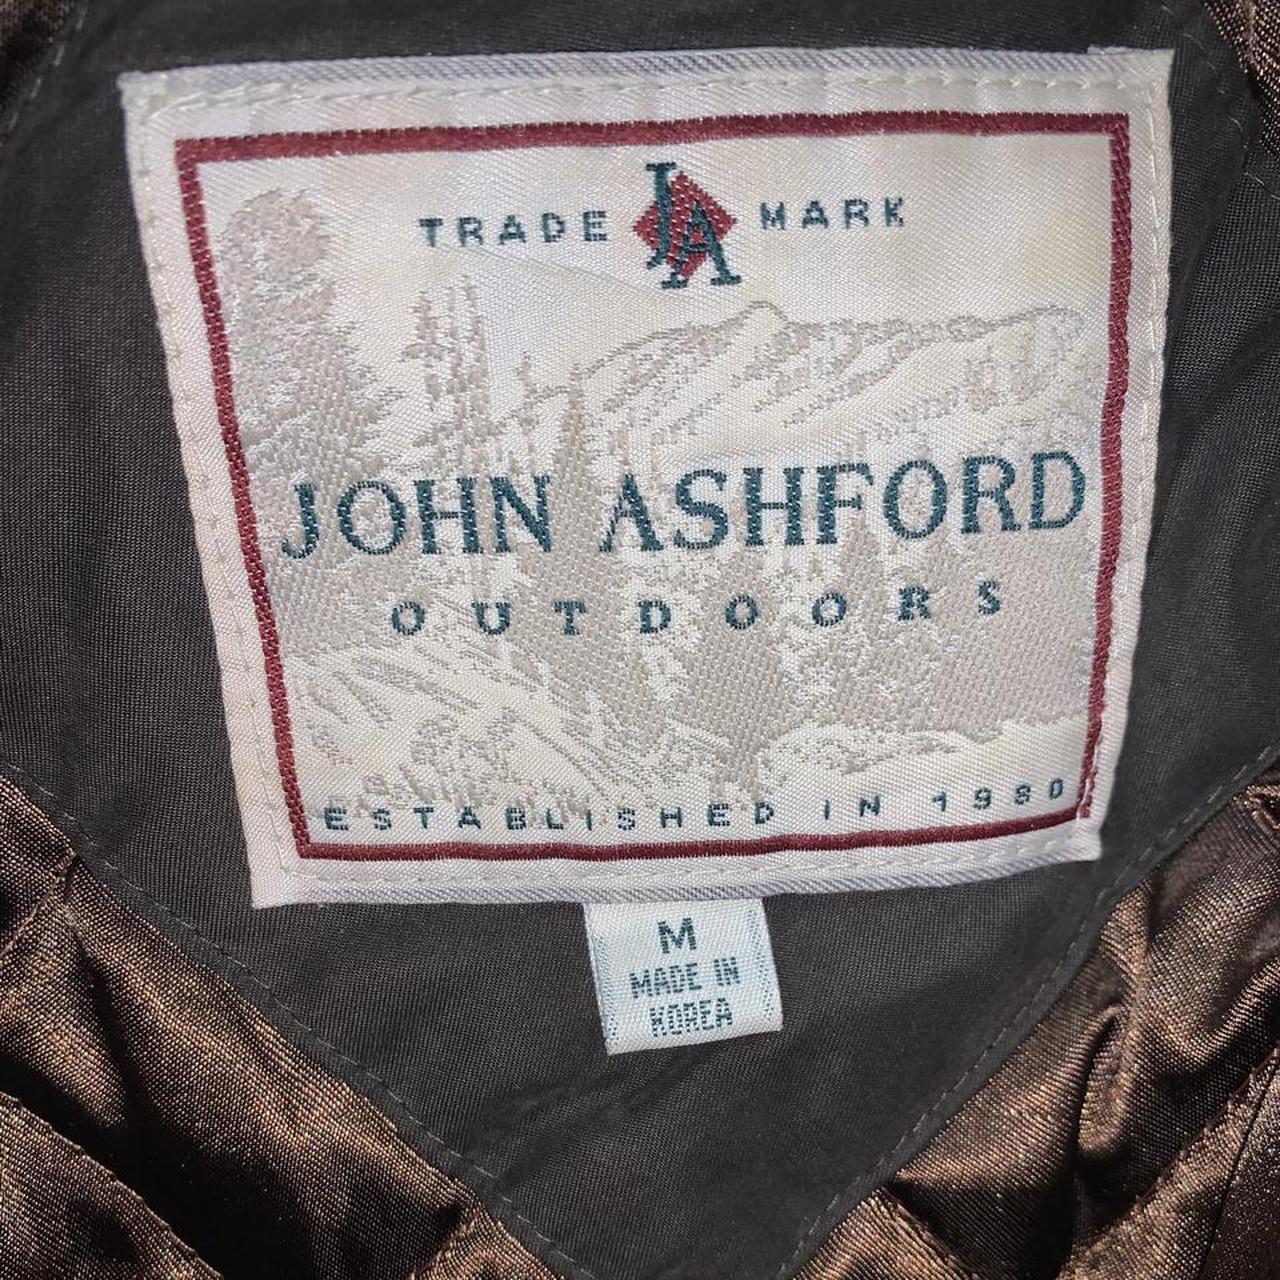 TRADE JA MARK
JOHN ASHFORD
OUTDOORS
ESTABLISHED IN 1980
M
MADE IN
KOREA